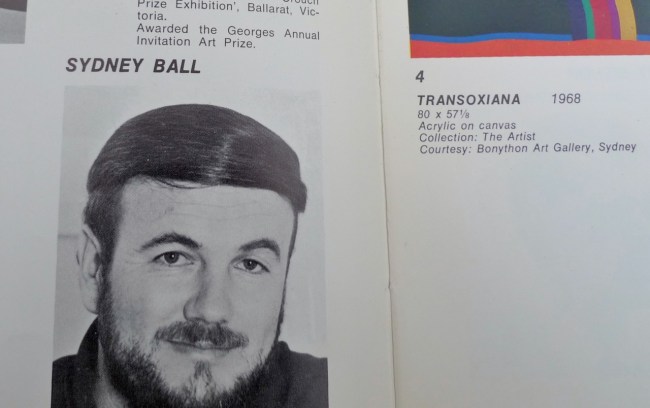 Prize Exhibition', Ballarat, Vic-
toria.
Awarded the Georges Annual
Invitation Art Prize.
SYDNEY BALL
4
TRANSOXIANA 1968
80 x 57⅛
Acrylic on canvas
Collection: The Artist
Courtesy: Bonython Art Gallery, Sydney